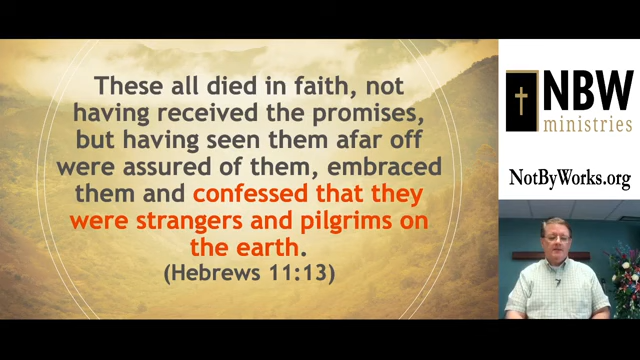 These all died in faith, not
having received the promises,
but having seen them afar off
were assured of them, embraced
them and confessed that they
were strangers and pilgrims on
the earth.
(Hebrews 11:13)
NBW
ministries
NotByWorks.org